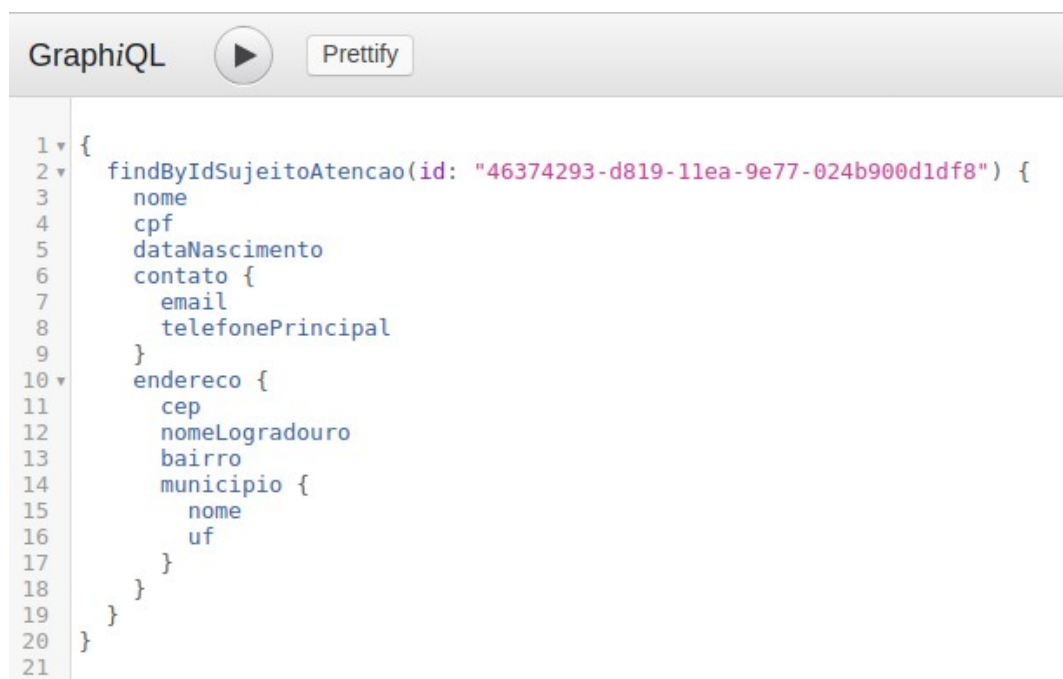 GraphiQL Prettify
1 {
2 findByIdSujeitoAtencao(id: "46374293-d819-11ea-9e77-024b900d1df8") {
3 nome
4 cpf
5 dataNascimento
6 contato {
7 email
8 telefonePrincipal
9 }
10 endereco {
11 cep
12 nomeLogradouro
13 bairro
14 municipio {
15 nome
16 uf
17 }
18 }
19 }
20 }
21